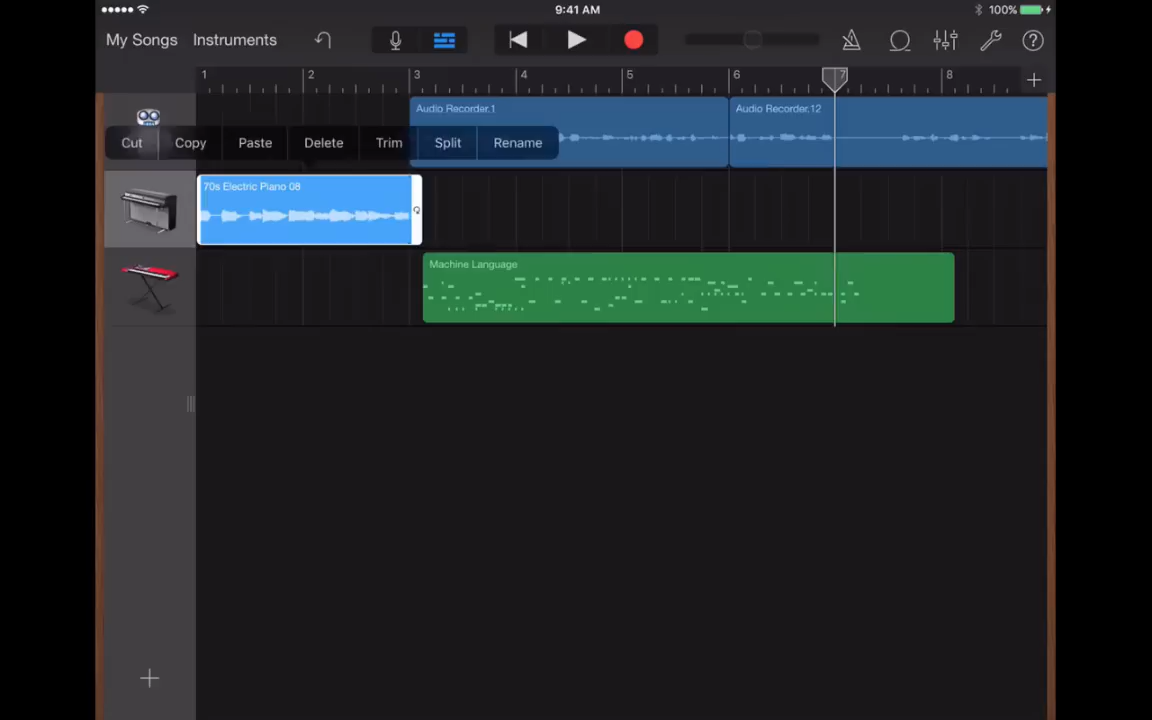 9:41 AM
100%
My Songs Instruments
1 2 3 4 5 6 7 8
Audio Recorder.1 Audio Recorder.12
Cut Copy Paste Delete Trim Split Rename
70s Electric Piano 08
Machine Language